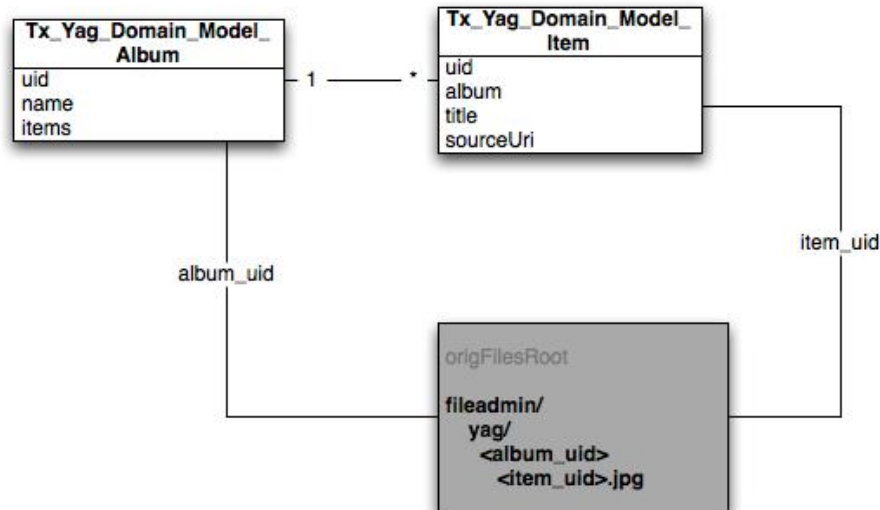 Tx_Yag_Domain_Model_
Album
uid
name
items
1
*
Tx_Yag_Domain_Model_
Item
uid
album
title
sourceUri
album_uid
item_uid
origFilesRoot
fileadmin/
yag/
<album_uid>
<item_uid>.jpg